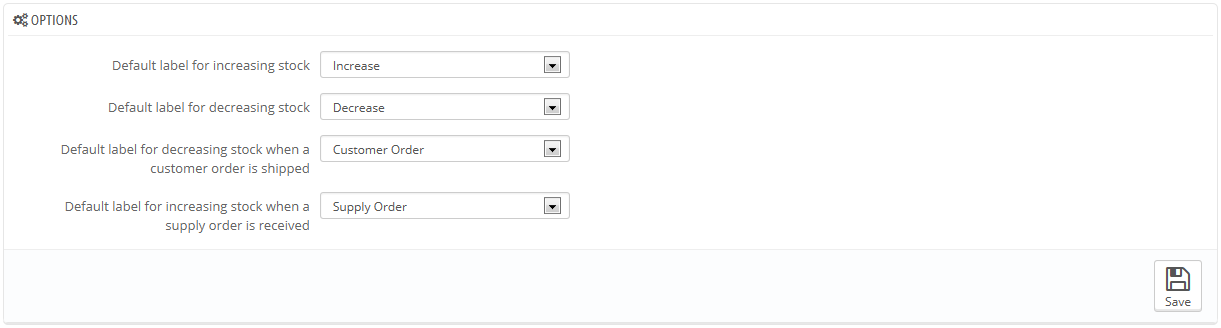 OPTIONS
Default label for increasing stock Increase
Default label for decreasing stock Decrease
Default label for decreasing stock when a Customer Order
customer order is shipped
Default label for increasing stock when a Supply Order
supply order is received
Save